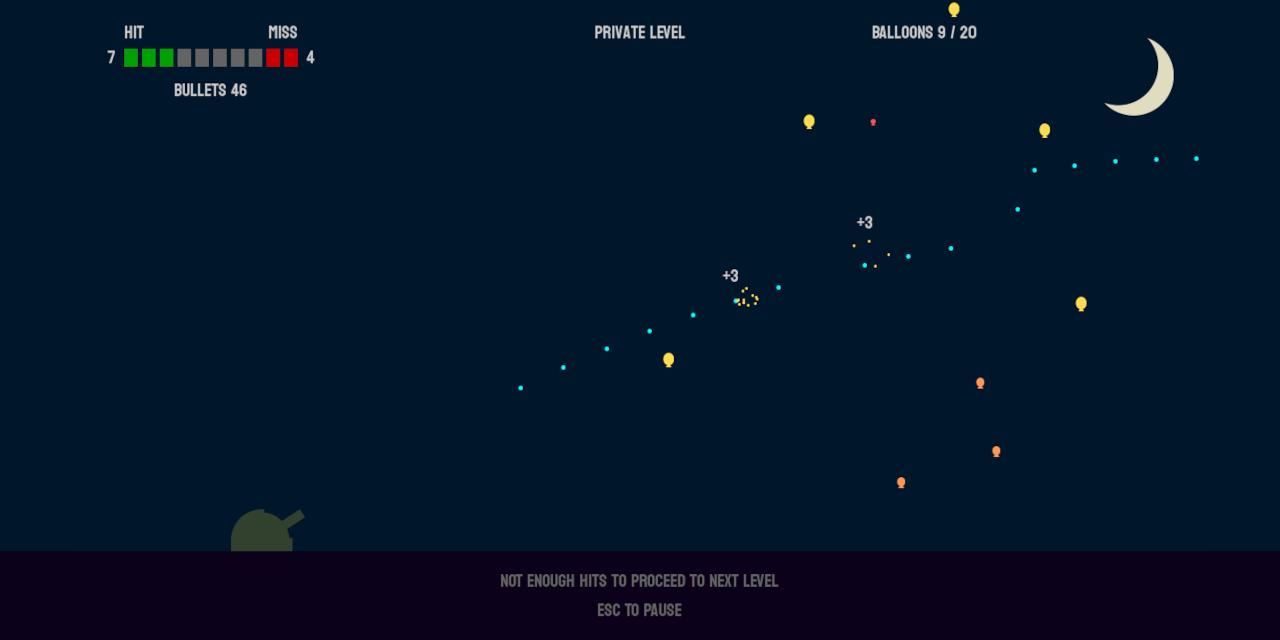 HIT MISS
7 4
BULLETS 46
PRIVATE LEVEL
BALLOONS 9 / 20
+3
+3
NOT ENOUGH HITS TO PROCEED TO NEXT LEVEL
ESC TO PAUSE